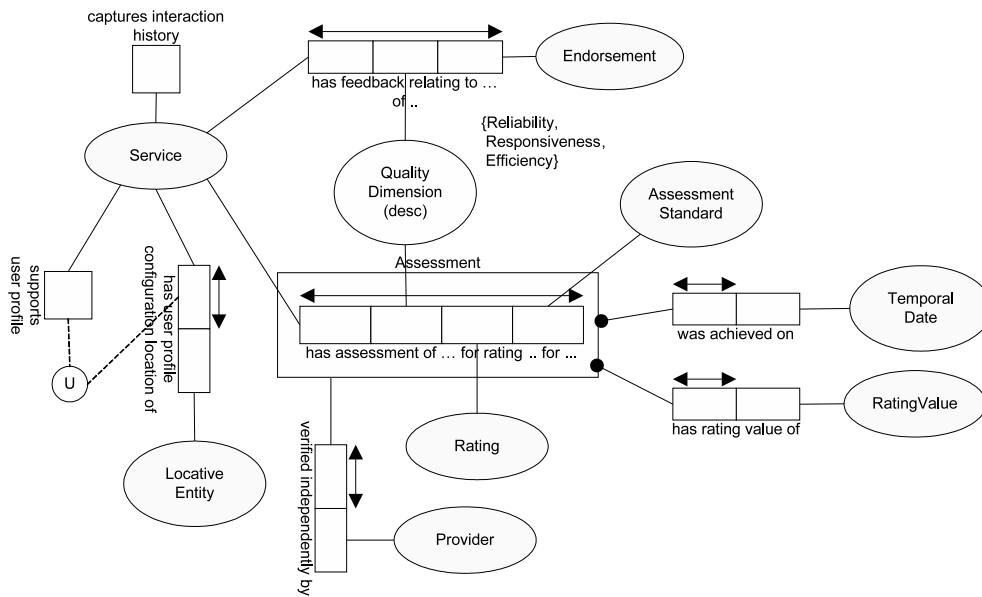 captures interaction
history
Endorsement
has feedback relating to …
of ..
{Reliability,
Responsiveness,
Efficiency}
Service
Quality
Dimension
(desc)
Assessment
Standard
supports
user profile
has user profile
configuration location of
Assessment
Temporal
Date
was achieved on
has assessment of … for rating .. for ...
U
RatingValue
has rating value of
Rating
Locative
Entity
verified independently by
Provider